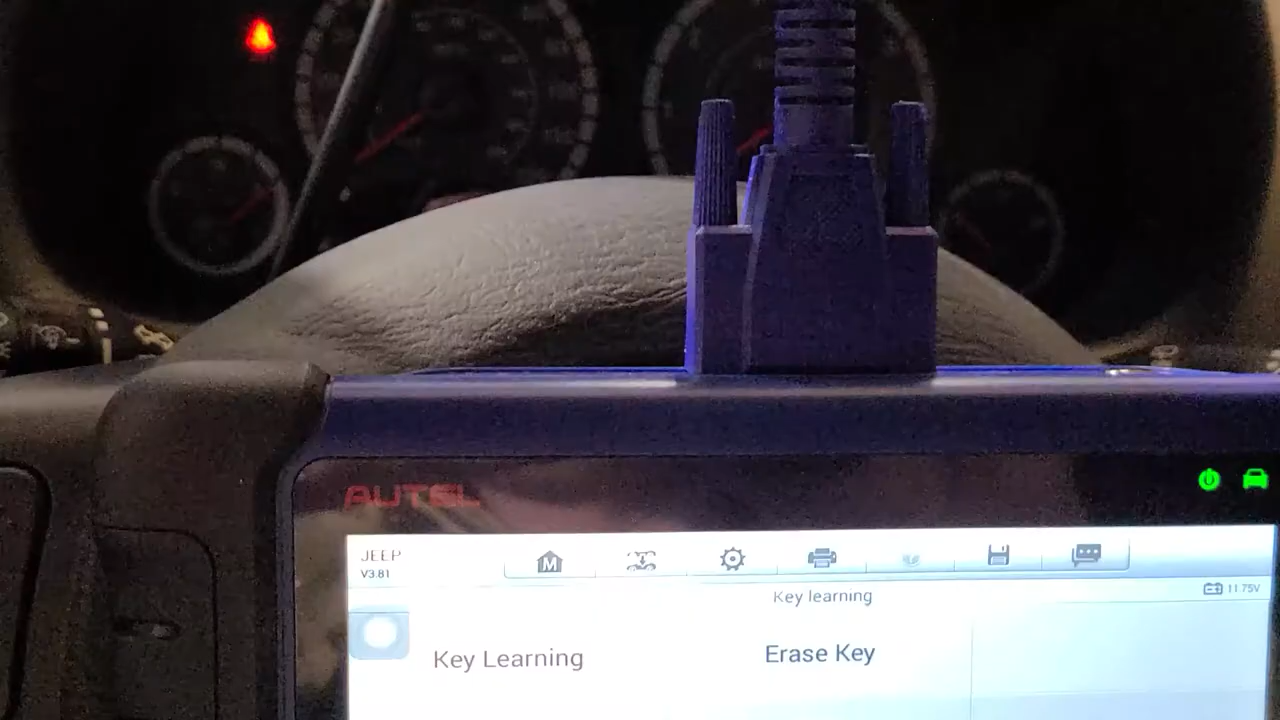 AUTEL
JEEP
V3.81
M
Key learning
11.75V
Key Learning
Erase Key